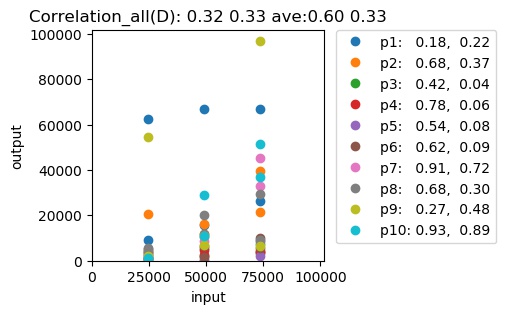 Correlation_all(D): 0.32 0.33 ave:0.60 0.33
100000
80000
60000
40000
20000
0
output
0
25000
50000
75000
100000
input
p1: 0.18, 0.22
p2: 0.68, 0.37
p3: 0.42, 0.04
p4: 0.78, 0.06
p5: 0.54, 0.08
p6: 0.62, 0.09
p7: 0.91, 0.72
p8: 0.68, 0.30
p9: 0.27, 0.48
p10: 0.93, 0.89